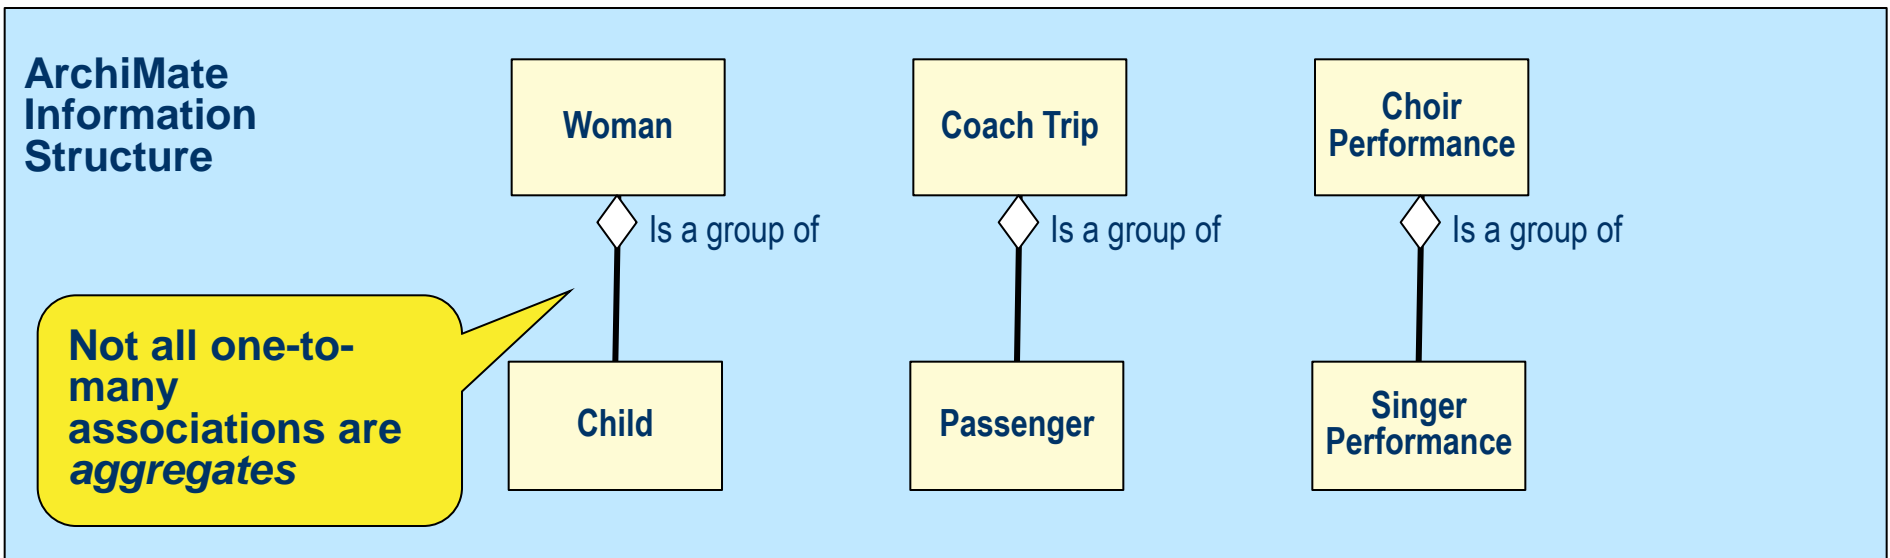 ArchiMate
Information
Structure
Woman
Coach Trip
Choir
Performance
Is a group of
Is a group of
Is a group of
Not all one-to-
many
associations are
aggregates
Child
Passenger
Singer
Performance